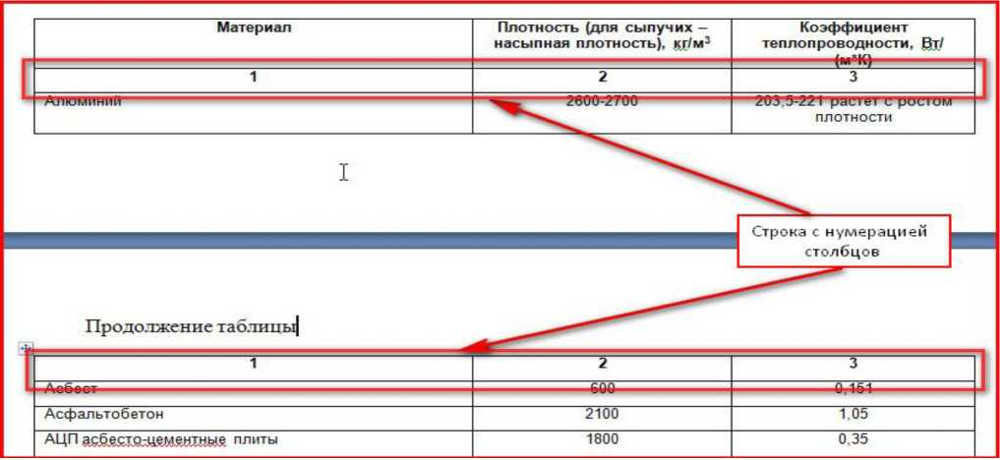 Материал Плотность (для сыпучих – Коэффициент
насыпная плотность), кг/м³ теплопроводности, Вт/
(м*К)
1 2 3
Алюминий 2600-2700 203,5-221 растет с ростом
плотности
Строка с нумерацией
столбцов
Продолжение таблицы
1 2 3
Асбест 600 0,151
Асфальтобетон 2100 1,05
АЦП асбесто-цементные плиты 1800 0,35